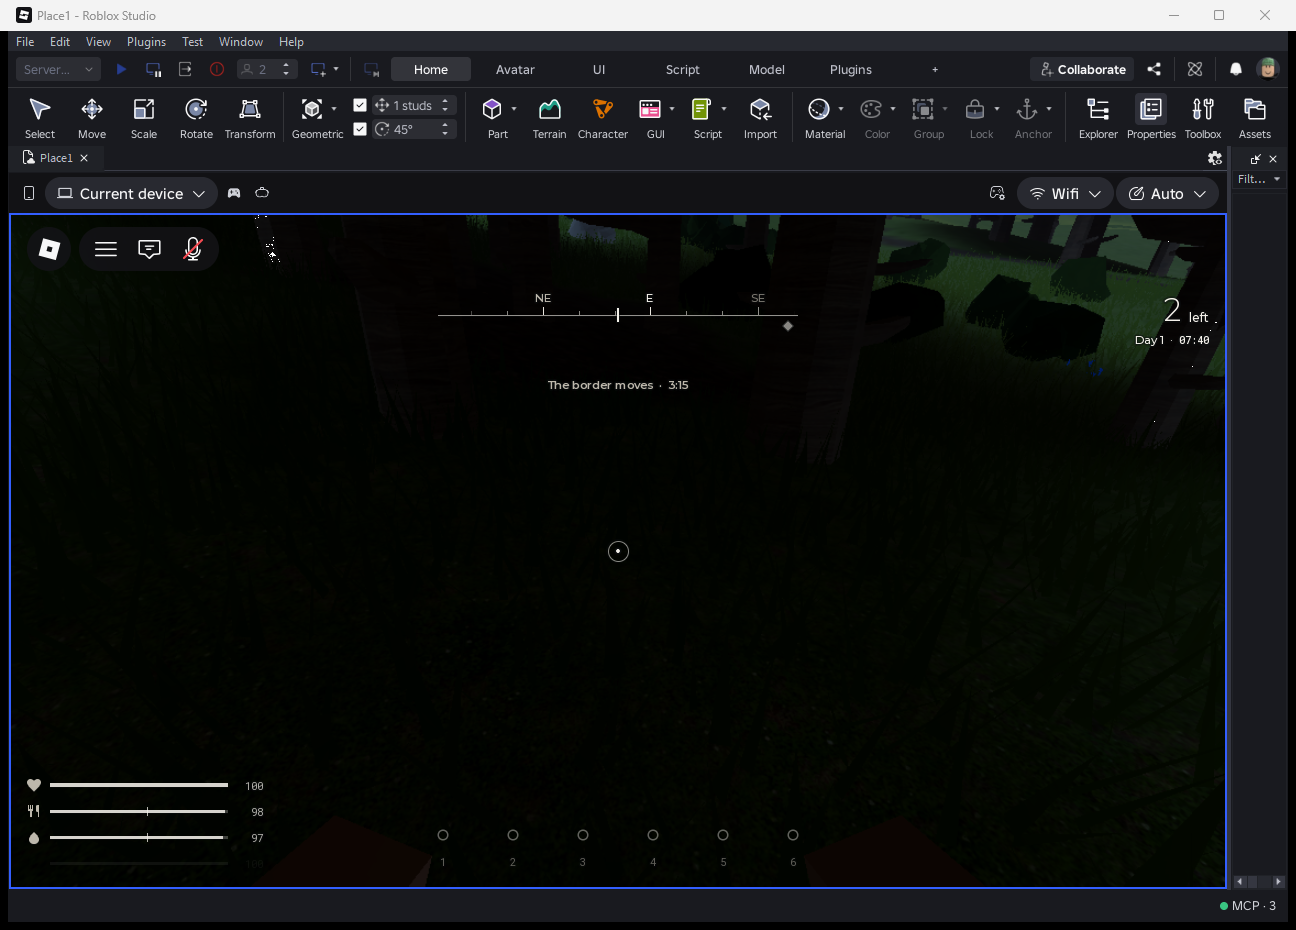 Place1 - Roblox Studio
File Edit View Plugins Test Window Help
Server... 2 Home Avatar UI Script Model Plugins + Collaborate
1 studs
45°
Select Move Scale Rotate Transform Geometric Part Terrain Character GUI Script Import Material Color Group Lock Anchor Explorer Properties Toolbox Assets
Place1
Current device Wifi Auto
Filt...
NE E SE
2 left
Day 1 · 07:40
The border moves · 3:15
100
98
97
100
1 2 3 4 5 6
MCP · 3